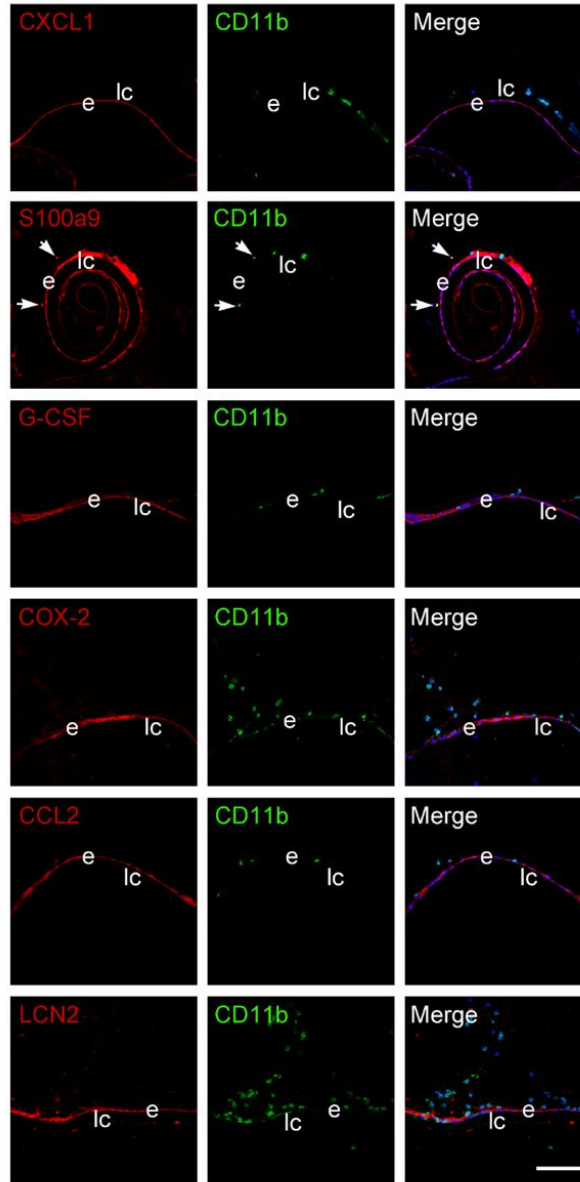 CXCL1 CD11b Merge
e lc e lc e lc
S100a9 CD11b Merge
lc e lc e lc e
G-CSF CD11b Merge
e lc e lc e lc
COX-2 CD11b Merge
e lc e lc e lc
CCL2 CD11b Merge
e lc e lc e lc
LCN2 CD11b Merge
lc e lc e lc e